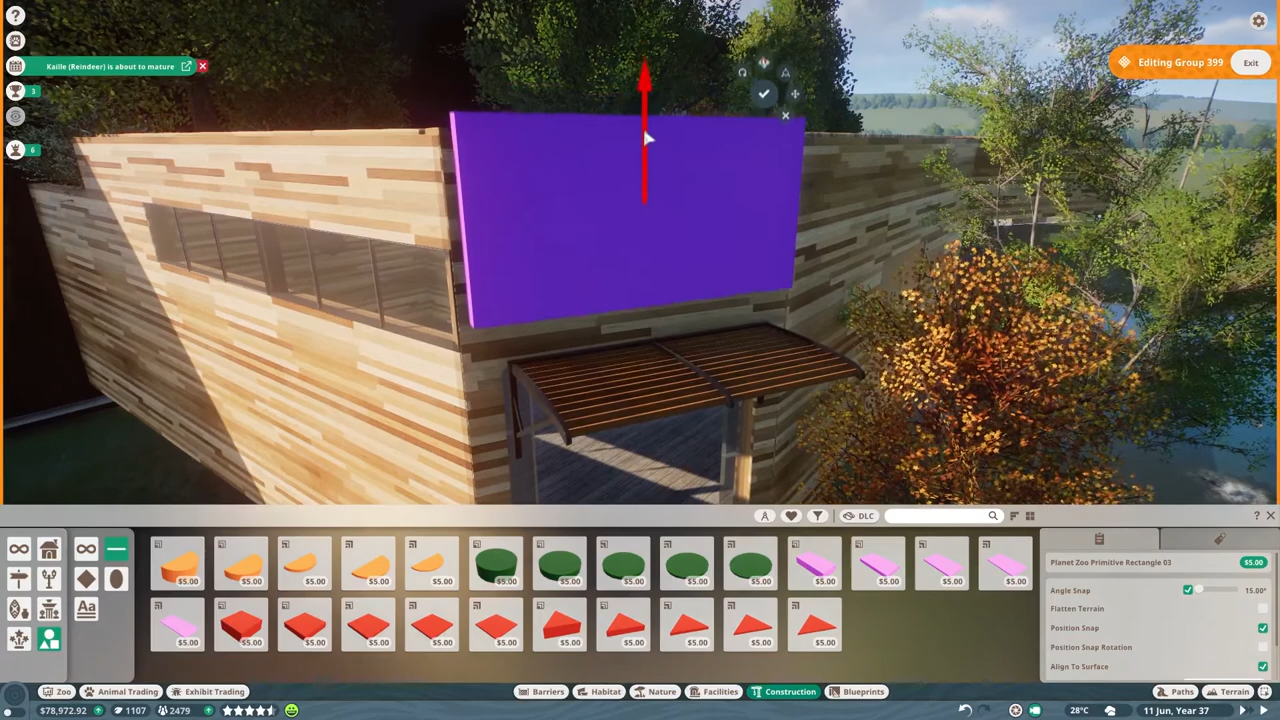 ?
Kaille (Reindeer) is about to mature
3
6
Editing Group 399
Exit
DLC
?
$5.00 $5.00 $5.00 $5.00 $5.00 $5.00 $5.00 $5.00 $5.00 $5.00 $5.00 $5.00 $5.00 $5.00
Aa
$5.00 $5.00 $5.00 $5.00 $5.00 $5.00 $5.00 $5.00 $5.00 $5.00 $5.00
Planet Zoo Primitive Rectangle 03 $5.00
Angle Snap 15.00°
Flatten Terrain
Position Snap
Position Snap Rotation
Align To Surface
Zoo Animal Trading Exhibit Trading Barriers Habitat Nature Facilities Construction Blueprints Paths Terrain
$78,972.92 1107 2479 28°C 11 Jun, Year 37